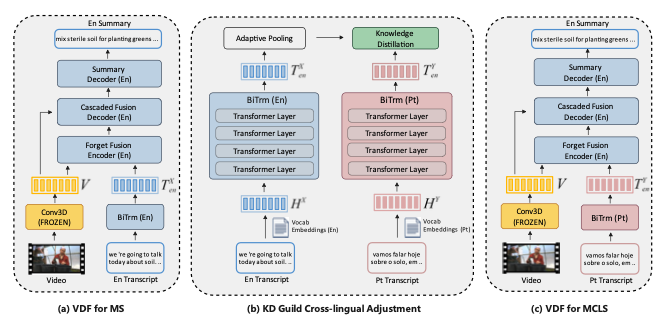 En Summary
mix sterile soil for planting greens ...
Summary
Decoder (En)
Cascaded Fusion
Decoder (En)
Forget Fusion
Encoder (En)
V
T_en^X
Conv3D
(FROZEN)
BiTrm (En)
we 're going to talk
today about soil. ..
Video
En Transcript
(a) VDF for MS
Adaptive Pooling
Knowledge
Distillation
T_en^X
T_en^Y
BiTrm (En)
Transformer Layer
Transformer Layer
Transformer Layer
Transformer Layer
BiTrm (Pt)
Transformer Layer
Transformer Layer
Transformer Layer
Transformer Layer
H^X
H^Y
Vocab
Embeddings (En)
Vocab
Embeddings (Pt)
we 're going to talk
today about soil. ..
vamos falar hoje
sobre o solo, em ..
En Transcript
Pt Transcript
(b) KD Guild Cross-lingual Adjustment
En Summary
mix sterile soil for planting greens ...
Summary
Decoder (En)
Cascaded Fusion
Decoder (En)
Forget Fusion
Encoder (En)
V
T_en^Y
Conv3D
(FROZEN)
BiTrm (Pt)
vamos falar hoje
sobre o solo, em ..
Video
Pt Transcript
(c) VDF for MCLS